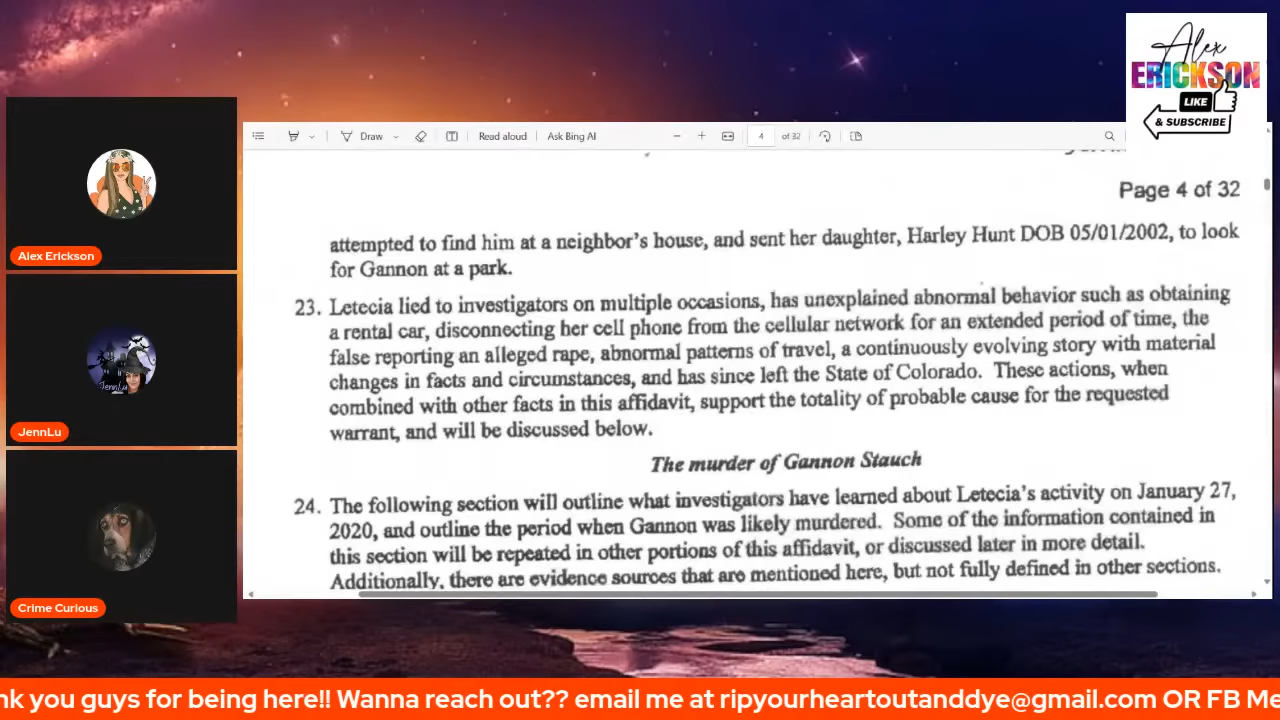 Alex
ERICKSON
LIKE
& SUBSCRIBE
Draw
Read aloud
Ask Bing AI
4
of 32
Page 4 of 32
attempted to find him at a neighbor's house, and sent her daughter, Harley Hunt DOB 05/01/2002, to look
for Gannon at a park.
23. Letecia lied to investigators on multiple occasions, has unexplained abnormal behavior such as obtaining
a rental car, disconnecting her cell phone from the cellular network for an extended period of time, the
false reporting an alleged rape, abnormal patterns of travel, a continuously evolving story with material
changes in facts and circumstances, and has since left the State of Colorado. These actions, when
combined with other facts in this affidavit, support the totality of probable cause for the requested
warrant, and will be discussed below.
The murder of Gannon Stauch
24. The following section will outline what investigators have learned about Letecia's activity on January 27,
2020, and outline the period when Gannon was likely murdered. Some of the information contained in
this section will be repeated in other portions of this affidavit, or discussed later in more detail.
Additionally, there are evidence sources that are mentioned here, but not fully defined in other sections.
Alex Erickson
JennLu
JennLu
Crime Curious
nk you guys for being here!! Wanna reach out?? email me at ripyourheartoutanddye@gmail.com OR FB Me